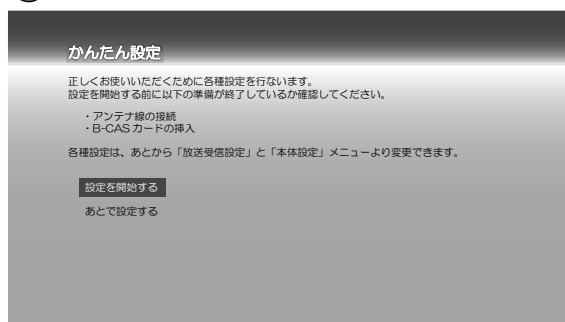 かんたん設定
正しくお使いいただくために各種設定を行ないます。
設定を開始する前に以下の準備が終了しているか確認してください。
・アンテナ線の接続
・B-CASカードの挿入
各種設定は、あとから「放送受信設定」と「本体設定」メニューより変更できます。
設定を開始する
あとで設定する